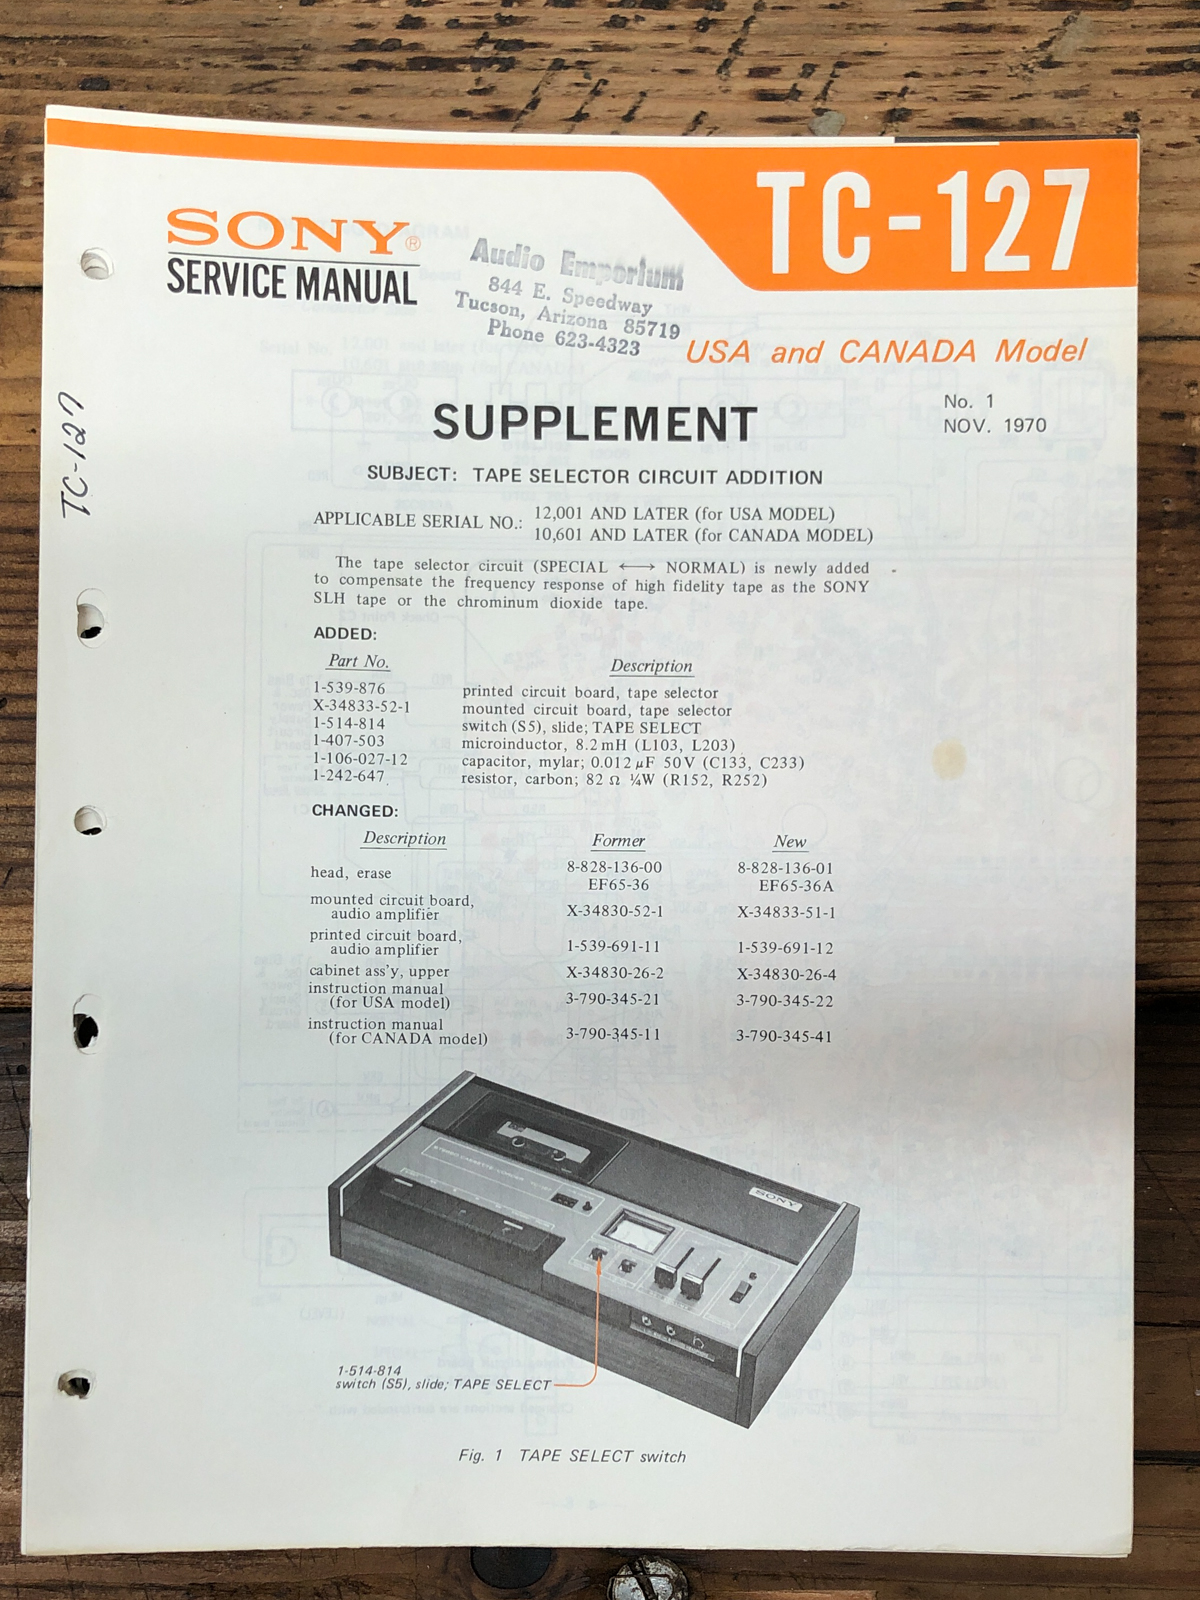 TC-127
SONY®
SERVICE MANUAL
Audio Emporium
844 E. Speedway
Tucson, Arizona 85719
Phone 623-4323
USA and CANADA Model
No. 1
NOV. 1970
TC-127
SUPPLEMENT
SUBJECT: TAPE SELECTOR CIRCUIT ADDITION
APPLICABLE SERIAL NO.: 12,001 AND LATER (for USA MODEL)
10,601 AND LATER (for CANADA MODEL)
The tape selector circuit (SPECIAL ⟷ NORMAL) is newly added
to compensate the frequency response of high fidelity tape as the SONY
SLH tape or the chrominum dioxide tape.
ADDED:
Part No. Description
1-539-876 printed circuit board, tape selector
X-34833-52-1 mounted circuit board, tape selector
1-514-814 switch (S5), slide; TAPE SELECT
1-407-503 microinductor, 8.2mH (L103, L203)
1-106-027-12 capacitor, mylar; 0.012 μF 50V (C133, C233)
1-242-647 resistor, carbon; 82 Ω ¼W (R152, R252)
CHANGED:
Description Former New
head, erase 8-828-136-00 8-828-136-01
EF65-36 EF65-36A
mounted circuit board,
audio amplifier X-34830-52-1 X-34833-51-1
printed circuit board,
audio amplifier 1-539-691-11 1-539-691-12
cabinet ass'y, upper X-34830-26-2 X-34830-26-4
instruction manual
(for USA model) 3-790-345-21 3-790-345-22
instruction manual
(for CANADA model) 3-790-345-11 3-790-345-41
SONY
1-514-814
switch (S5), slide; TAPE SELECT
Fig. 1 TAPE SELECT switch